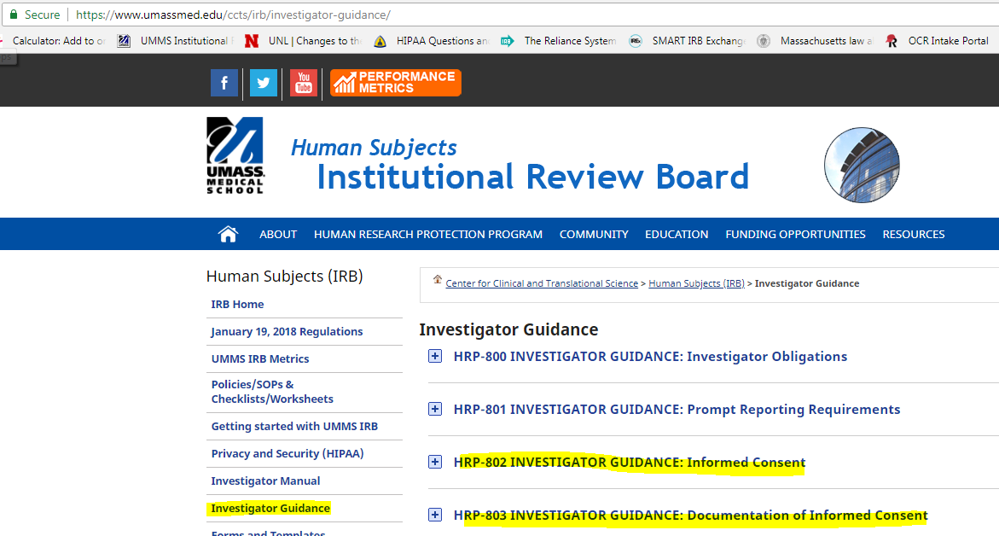 Secure | https://www.umassmed.edu/ccts/irb/investigator-guidance/
Calculator: Add to o UMMS Institutional UNL | Changes to th HIPAA Questions an IRB The Reliance System SMART IRB Exchang Massachusetts law a OCR Intake Portal
ps
f You Tube PERFORMANCE METRICS
UMASS.
MEDICAL
SCHOOL
Human Subjects
Institutional Review Board
ABOUT HUMAN RESEARCH PROTECTION PROGRAM COMMUNITY EDUCATION FUNDING OPPORTUNITIES RESOURCES
Human Subjects (IRB)
IRB Home
January 19, 2018 Regulations
UMMS IRB Metrics
Policies/SOPs &
Checklists/Worksheets
Getting started with UMMS IRB
Privacy and Security (HIPAA)
Investigator Manual
Investigator Guidance
Forms and Templates
Center for Clinical and Translational Science > Human Subjects (IRB) > Investigator Guidance
Investigator Guidance
HRP-800 INVESTIGATOR GUIDANCE: Investigator Obligations
HRP-801 INVESTIGATOR GUIDANCE: Prompt Reporting Requirements
HRP-802 INVESTIGATOR GUIDANCE: Informed Consent
HRP-803 INVESTIGATOR GUIDANCE: Documentation of Informed Consent